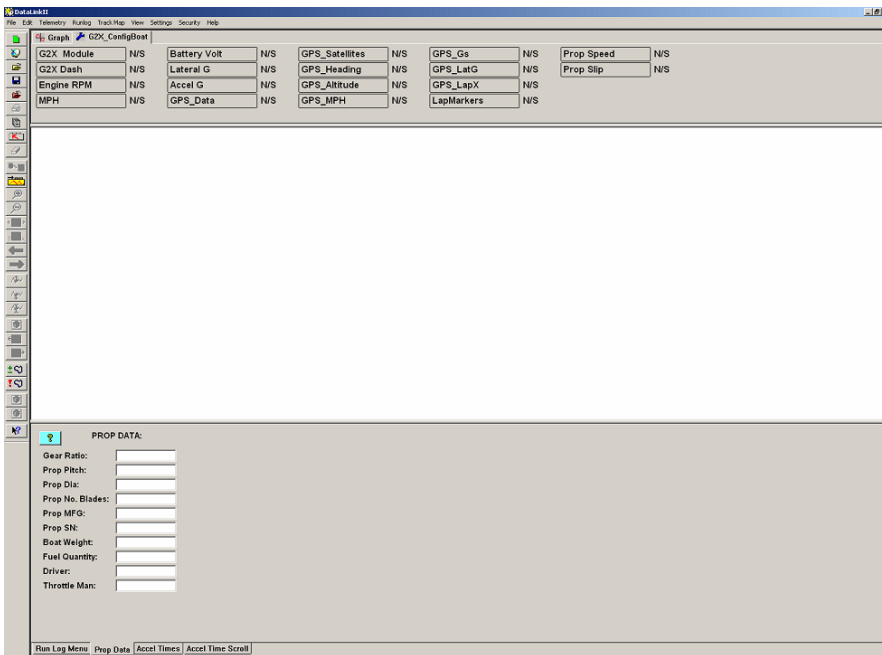 DataLinkII
File Edit Telemetry Runlog Track Map View Settings Security Help
Graph G2X_ConfigBoat
G2X Module N/S Battery Volt N/S GPS_Satellites N/S GPS_Gs N/S Prop Speed N/S
G2X Dash N/S Lateral G N/S GPS_Heading N/S GPS_LatG N/S Prop Slip N/S
Engine RPM N/S Accel G N/S GPS_Altitude N/S GPS_LapX N/S
MPH N/S GPS_Data N/S GPS_MPH N/S LapMarkers N/S
? PROP DATA:
Gear Ratio:
Prop Pitch:
Prop Dia:
Prop No. Blades:
Prop MFG:
Prop SN:
Boat Weight:
Fuel Quantity:
Driver:
Throttle Man:
Run Log Menu Prop Data Accel Times Accel Time Scroll